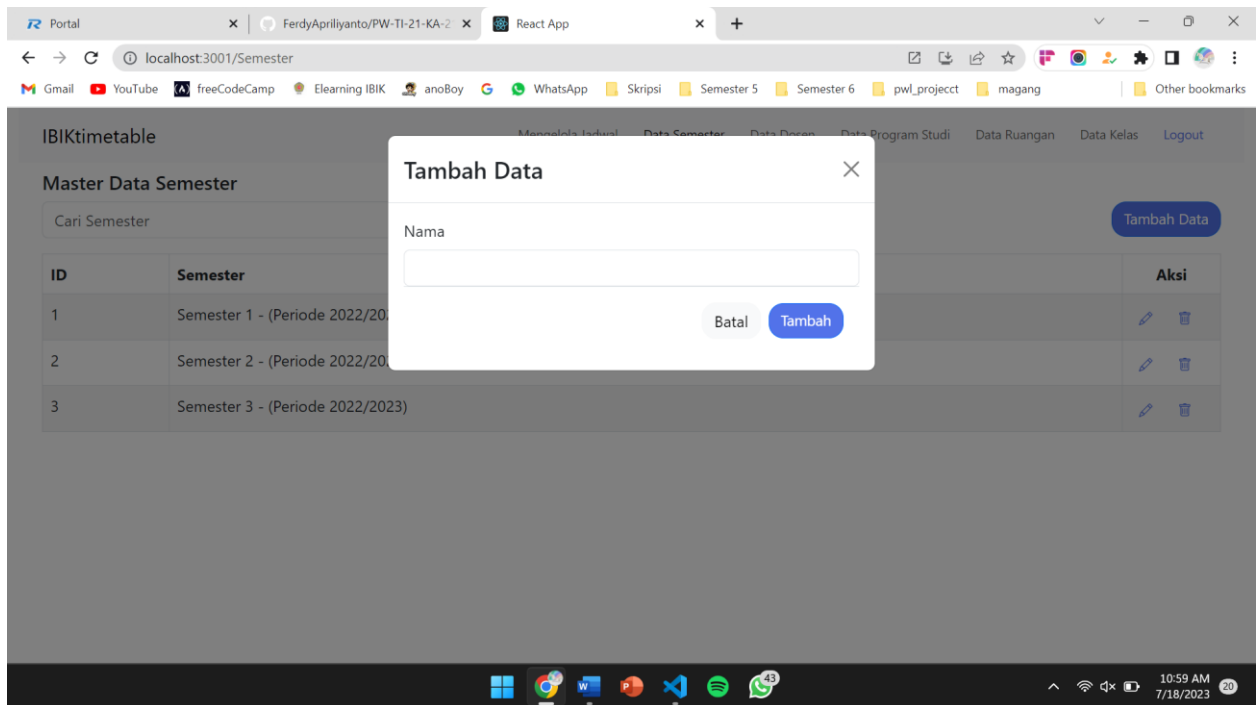 Portal
FerdyApriliyanto/PW-TI-21-KA-2
React App
localhost:3001/Semester
Gmail YouTube freeCodeCamp Elearning IBIK anoBoy WhatsApp Skripsi Semester 5 Semester 6 pwl_projecct magang Other bookmarks
IBIKtimetable Mengelola Jadwal Data Semester Data Dosen Data Program Studi Data Ruangan Data Kelas Logout
Master Data Semester
Cari Semester
Tambah Data
Tambah Data
Nama
Batal Tambah
ID Semester Aksi
1 Semester 1 - (Periode 2022/20
2 Semester 2 - (Periode 2022/20
3 Semester 3 - (Periode 2022/2023)
43
10:59 AM
7/18/2023
20